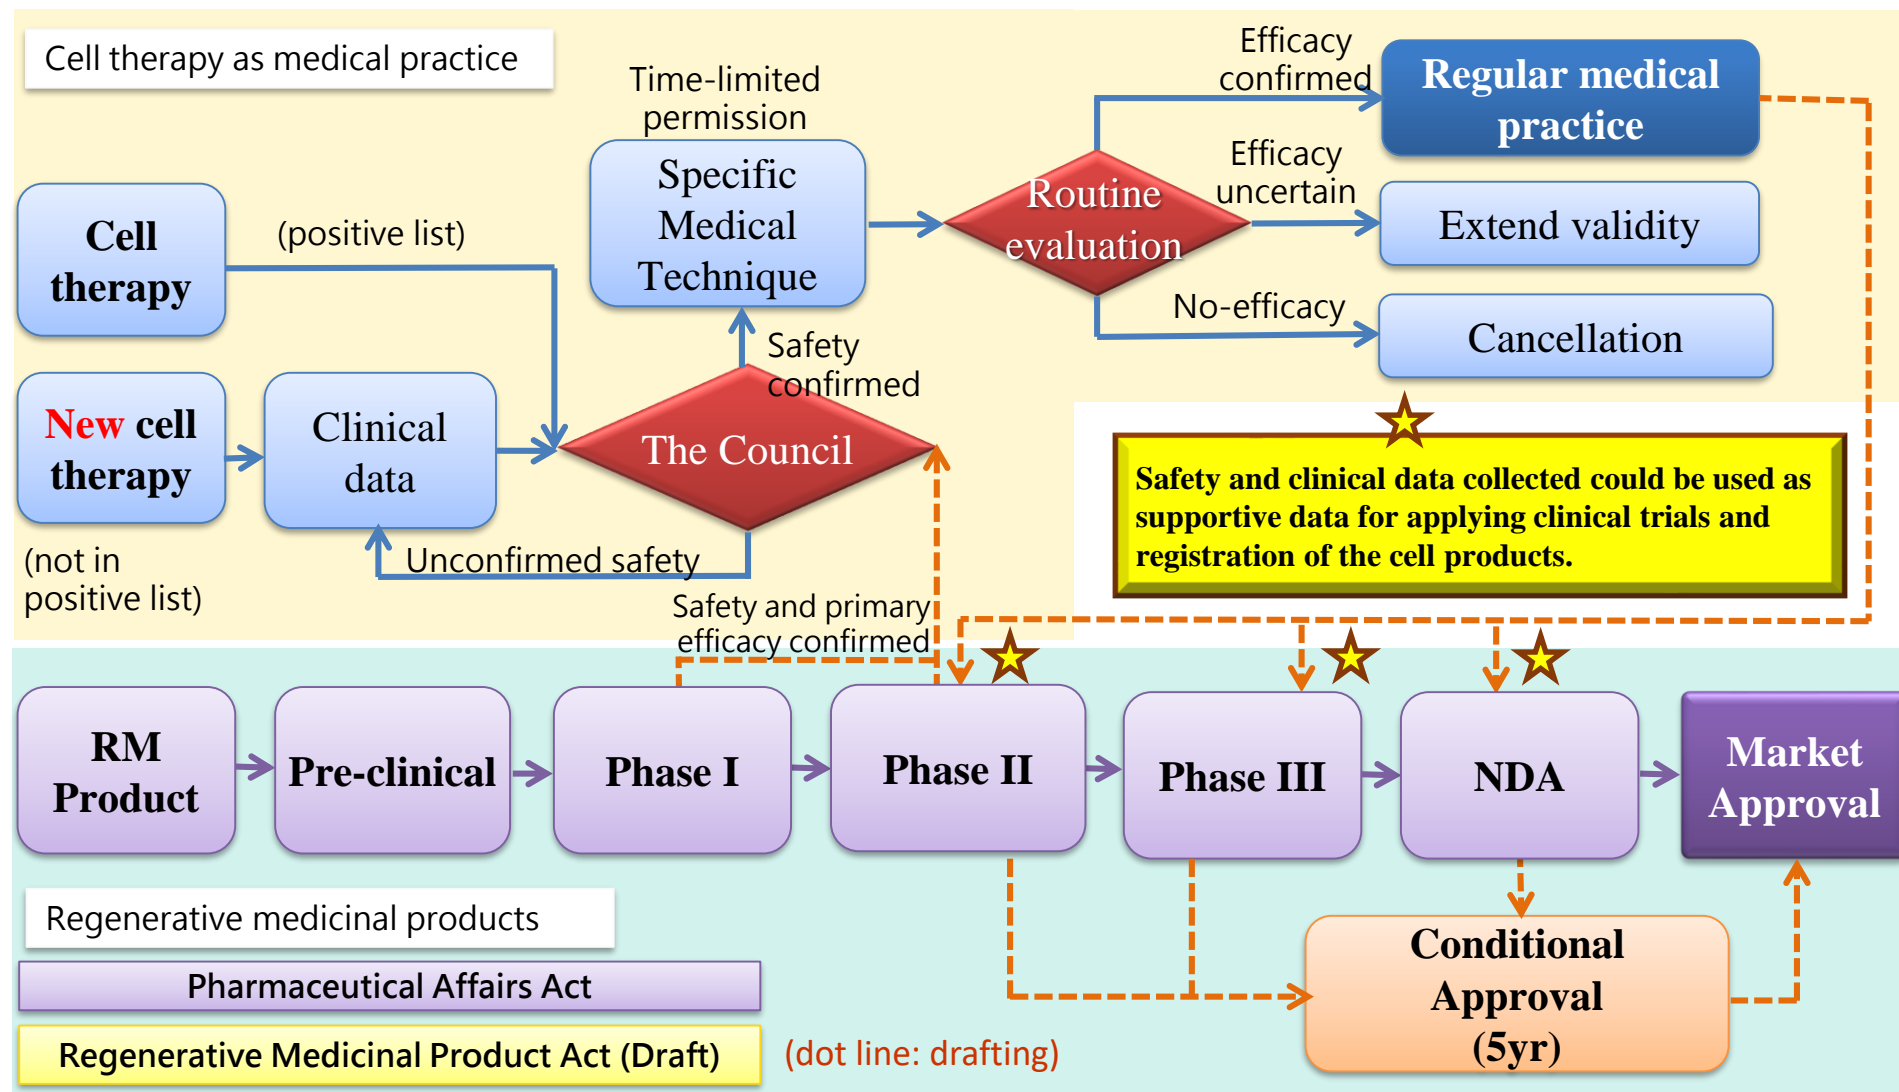 Cell therapy as medical practice
Time-limited
permission
Efficacy
confirmed
Regular medical
practice
Cell
therapy
(positive list)
Specific
Medical
Technique
Routine
evaluation
Efficacy
uncertain
Extend validity
No-efficacy
Cancellation
Safety
confirmed
New cell
therapy
(not in
positive list)
Clinical
data
The Council
Unconfirmed safety
Safety and clinical data collected could be used as
supportive data for applying clinical trials and
registration of the cell products.
Safety and primary
efficacy confirmed
RM
Product
Pre-clinical
Phase I
Phase II
Phase III
NDA
Market
Approval
Regenerative medicinal products
Pharmaceutical Affairs Act
Regenerative Medicinal Product Act (Draft)
(dot line: drafting)
Conditional
Approval
(5yr)